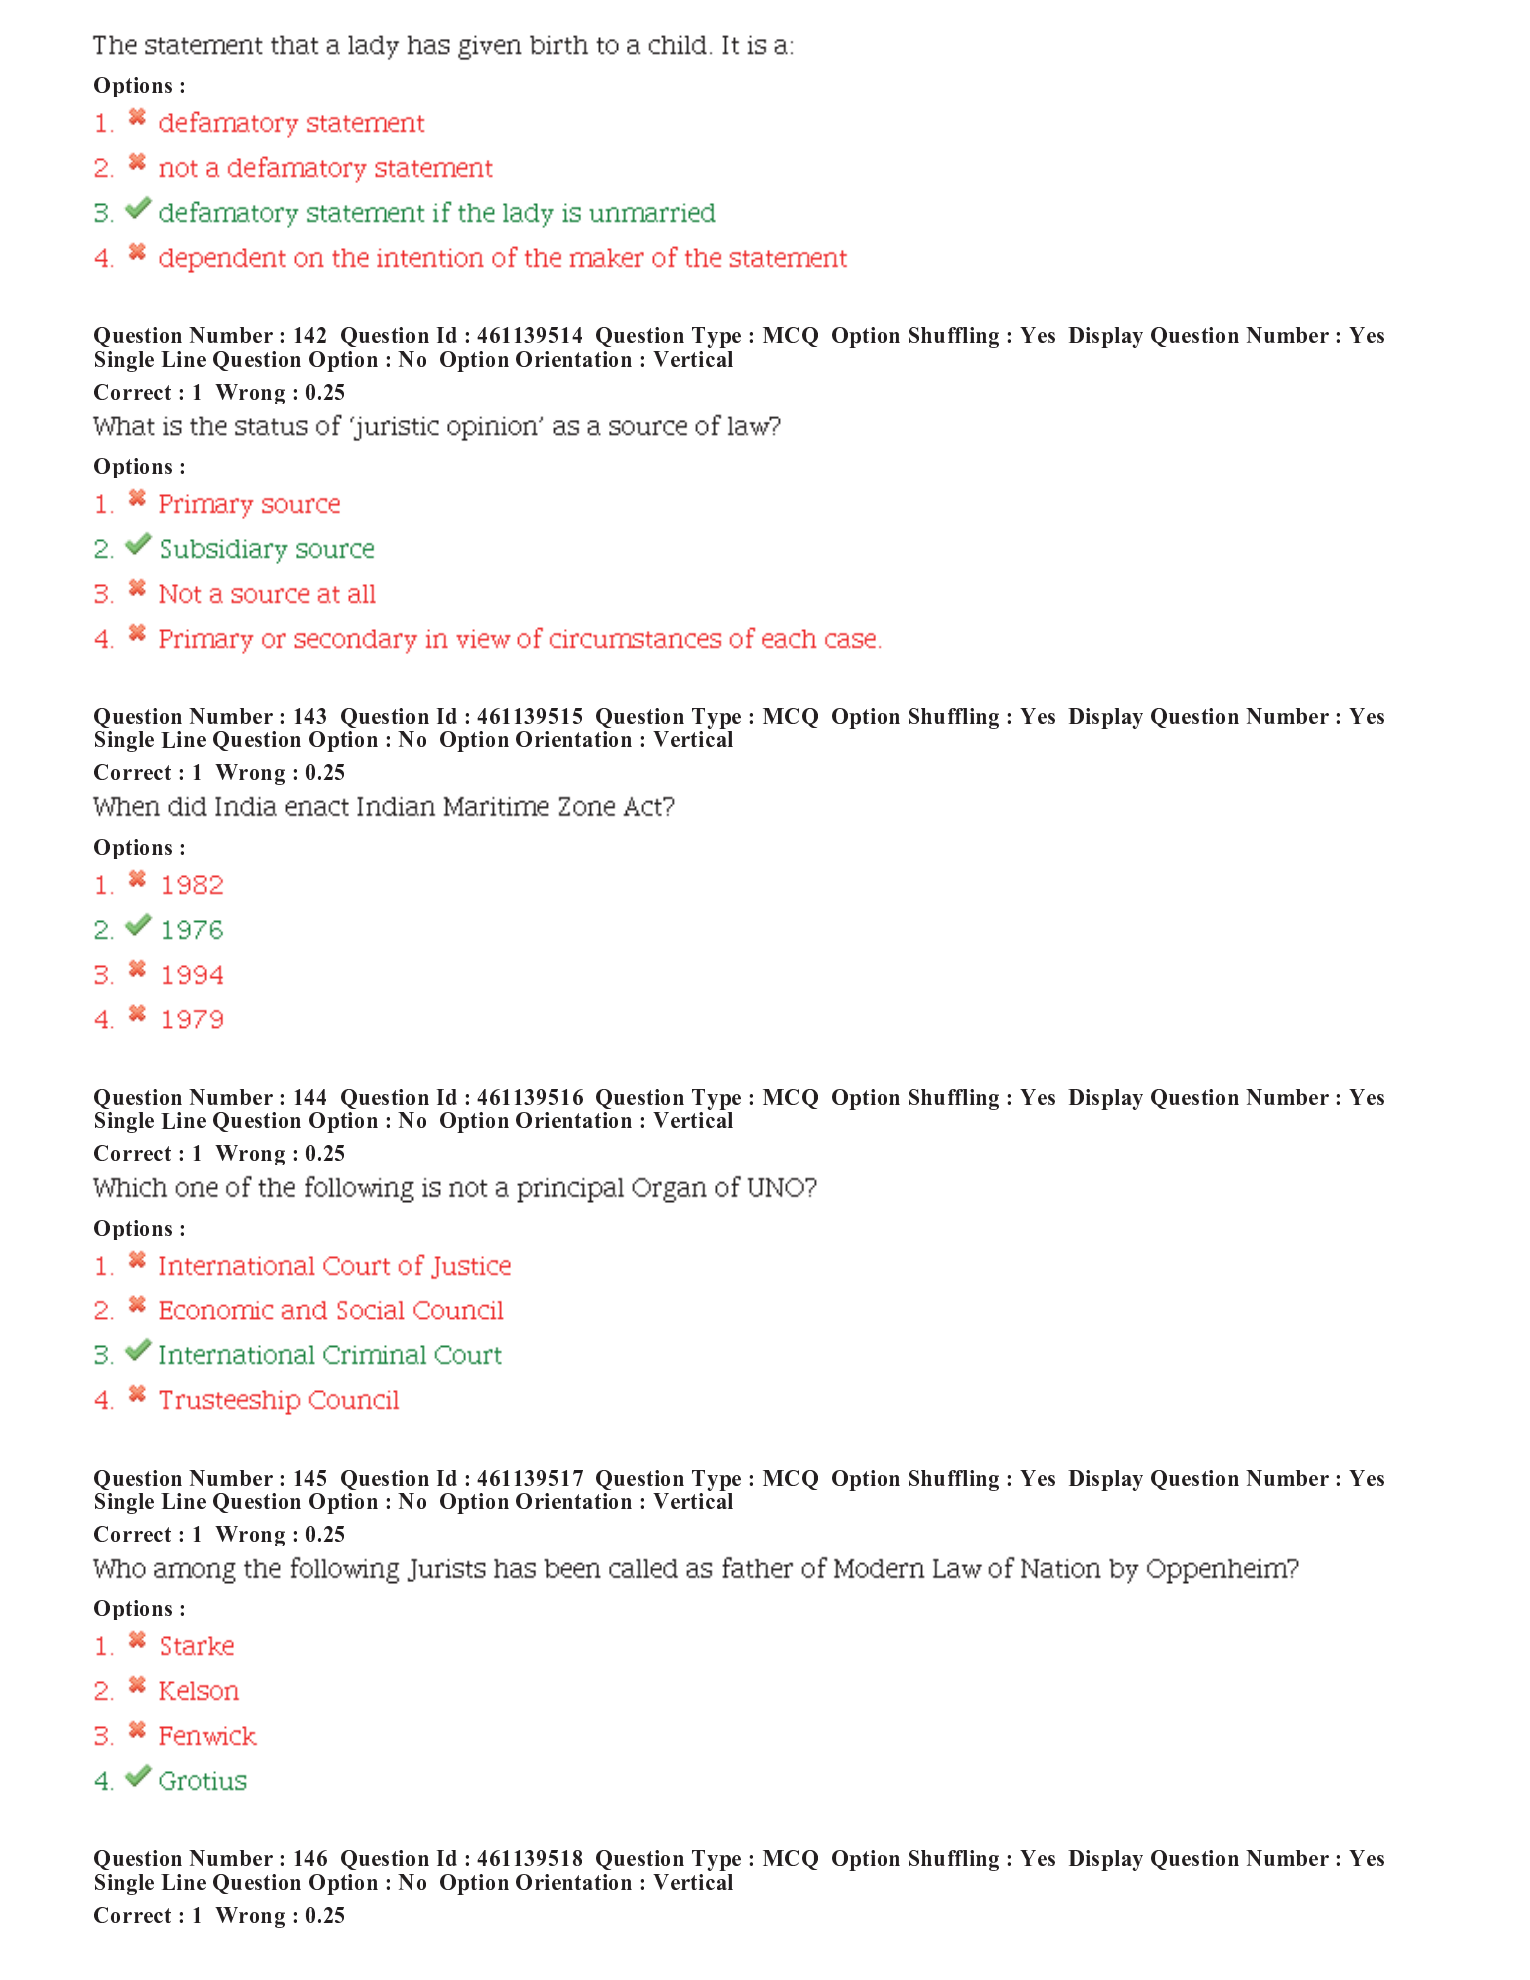 The statement that a lady has given birth to a child. It is a:
Options :
1. defamatory statement
2. not a defamatory statement
3. defamatory statement if the lady is unmarried
4. dependent on the intention of the maker of the statement
Question Number : 142 Question Id : 461139514 Question Type : MCQ Option Shuffling : Yes Display Question Number : Yes
Single Line Question Option : No Option Orientation : Vertical
Correct : 1 Wrong : 0.25
What is the status of ‘juristic opinion’ as a source of law?
Options :
1. Primary source
2. Subsidiary source
3. Not a source at all
4. Primary or secondary in view of circumstances of each case.
Question Number : 143 Question Id : 461139515 Question Type : MCQ Option Shuffling : Yes Display Question Number : Yes
Single Line Question Option : No Option Orientation : Vertical
Correct : 1 Wrong : 0.25
When did India enact Indian Maritime Zone Act?
Options :
1. 1982
2. 1976
3. 1994
4. 1979
Question Number : 144 Question Id : 461139516 Question Type : MCQ Option Shuffling : Yes Display Question Number : Yes
Single Line Question Option : No Option Orientation : Vertical
Correct : 1 Wrong : 0.25
Which one of the following is not a principal Organ of UNO?
Options :
1. International Court of Justice
2. Economic and Social Council
3. International Criminal Court
4. Trusteeship Council
Question Number : 145 Question Id : 461139517 Question Type : MCQ Option Shuffling : Yes Display Question Number : Yes
Single Line Question Option : No Option Orientation : Vertical
Correct : 1 Wrong : 0.25
Who among the following Jurists has been called as father of Modern Law of Nation by Oppenheim?
Options :
1. Starke
2. Kelson
3. Fenwick
4. Grotius
Question Number : 146 Question Id : 461139518 Question Type : MCQ Option Shuffling : Yes Display Question Number : Yes
Single Line Question Option : No Option Orientation : Vertical
Correct : 1 Wrong : 0.25